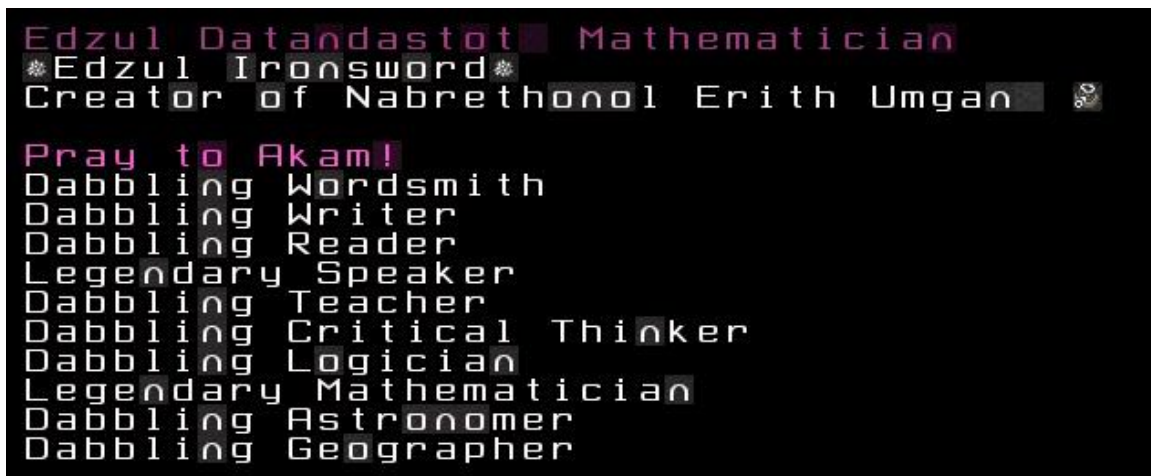 Edzul Datandastot Mathematician
*Edzul Ironsword*
Creator of Nabrethonol Erith Umgan
Pray to Akam!
Dabbling Wordsmith
Dabbling Writer
Dabbling Reader
Legendary Speaker
Dabbling Teacher
Dabbling Critical Thinker
Dabbling Logician
Legendary Mathematician
Dabbling Astronomer
Dabbling Geographer